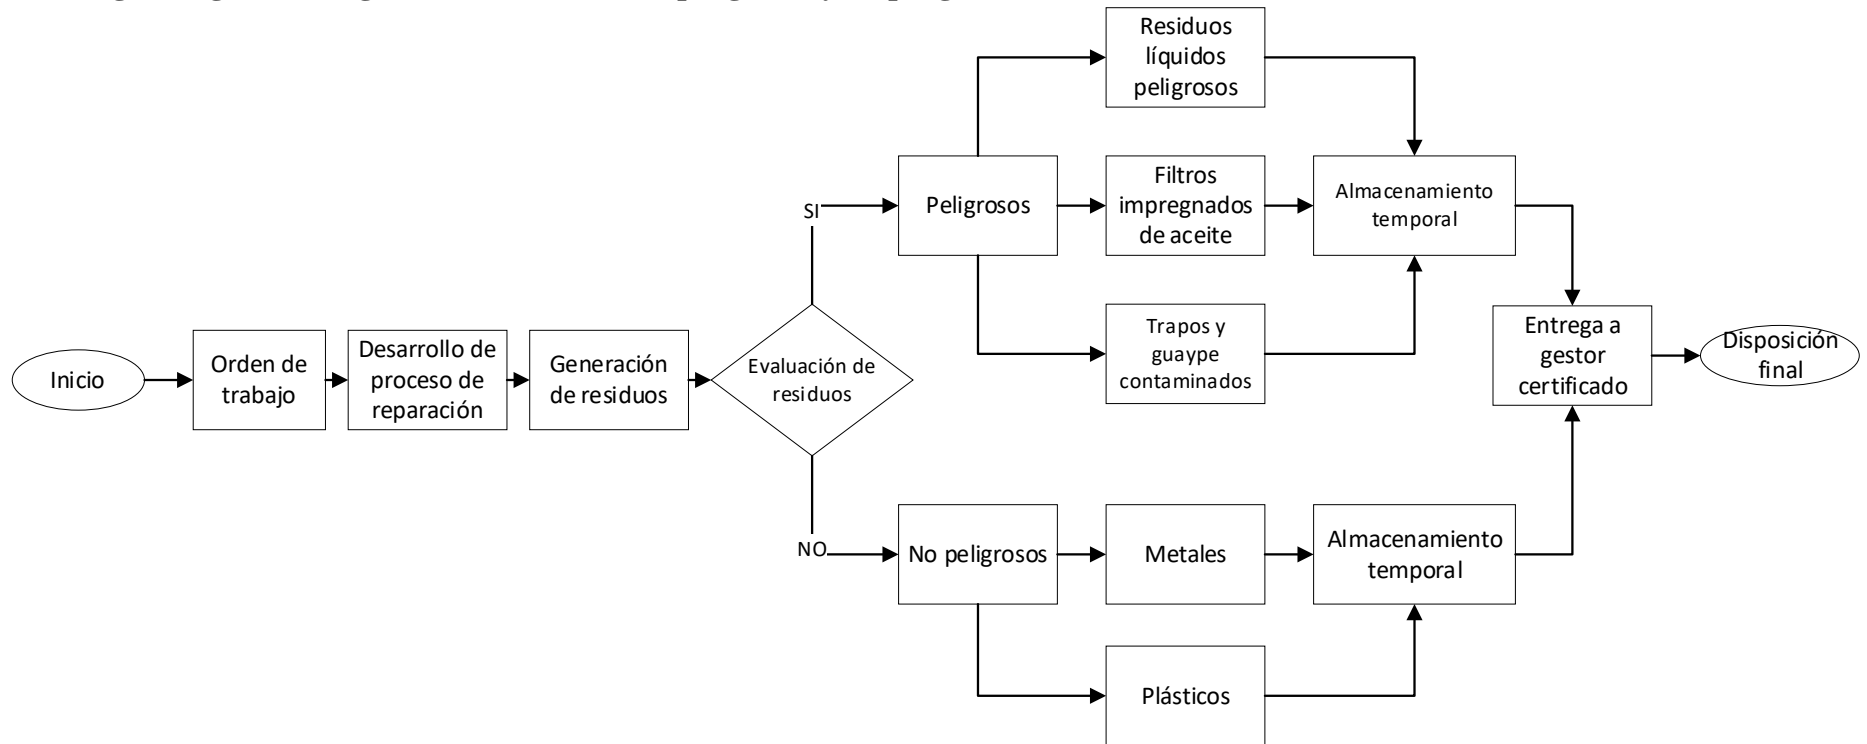 Inicio
Orden de
trabajo
Desarrollo de
proceso de
reparación
Generación
de residuos
Evaluación de
residuos
SI
Peligrosos
Residuos
líquidos
peligrosos
Filtros
impregnados
de aceite
Trapos y
guaype
contaminados
Almacenamiento
temporal
NO
No peligrosos
Metales
Plásticos
Almacenamiento
temporal
Entrega a
gestor
certificado
Disposición
final